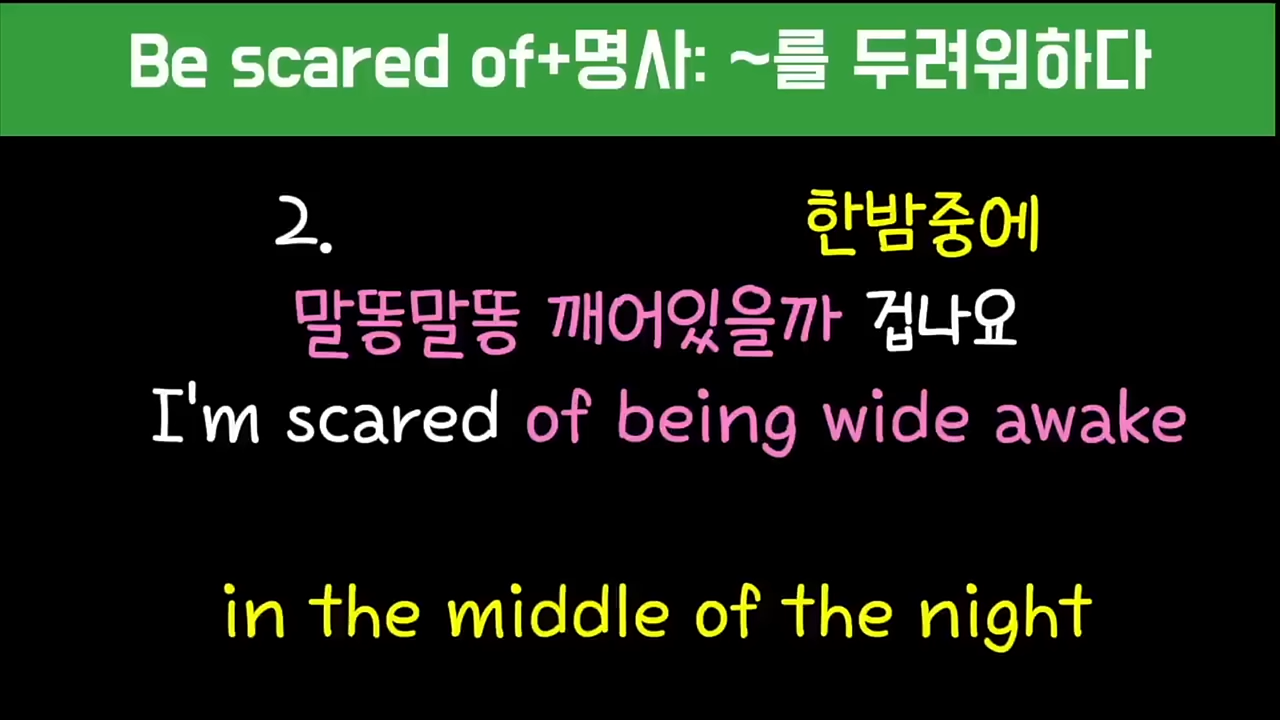 Be scared of+명사: ~를 두려워하다
2. 한밤중에
말똥말똥 깨어있을까 겁나요
I'm scared of being wide awake
in the middle of the night